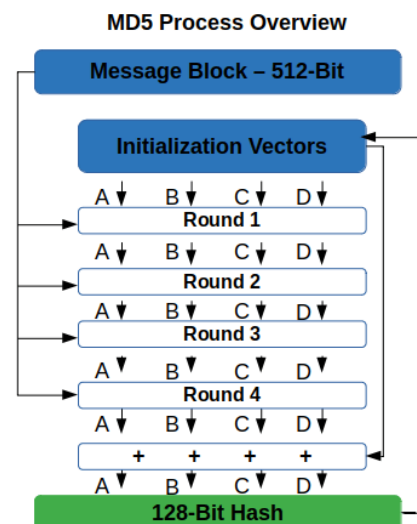 MD5 Process Overview
Message Block – 512-Bit
Initialization Vectors
A B C D
Round 1
A B C D
Round 2
A B C D
Round 3
A B C D
Round 4
A B C D
+ + + +
A B C D
128-Bit Hash